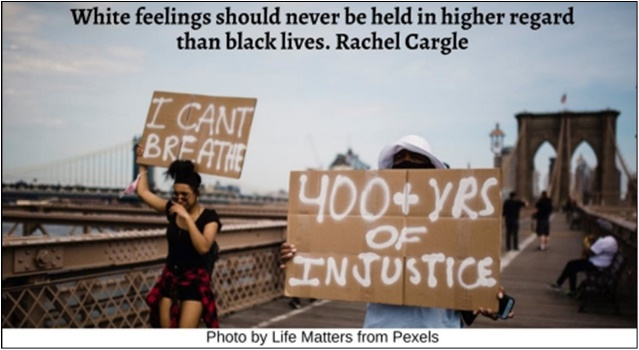 White feelings should never be held in higher regard
than black lives. Rachel Cargle
I CANT
BREATHE
400+ YRS
OF
INJUSTICE
Photo by Life Matters from Pexels